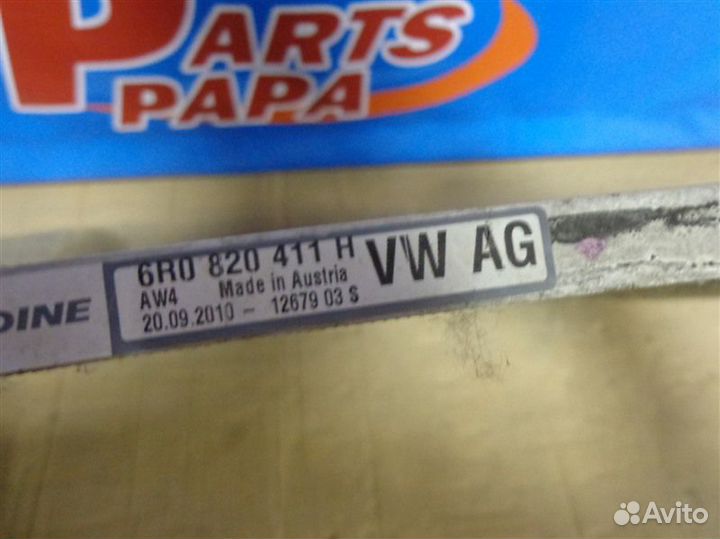 PARTS
PAPA
DINE
6R0 820 411 H
AW4 Made in Austria
20.09.2010 - 12679 03 S
VW AG
Avito